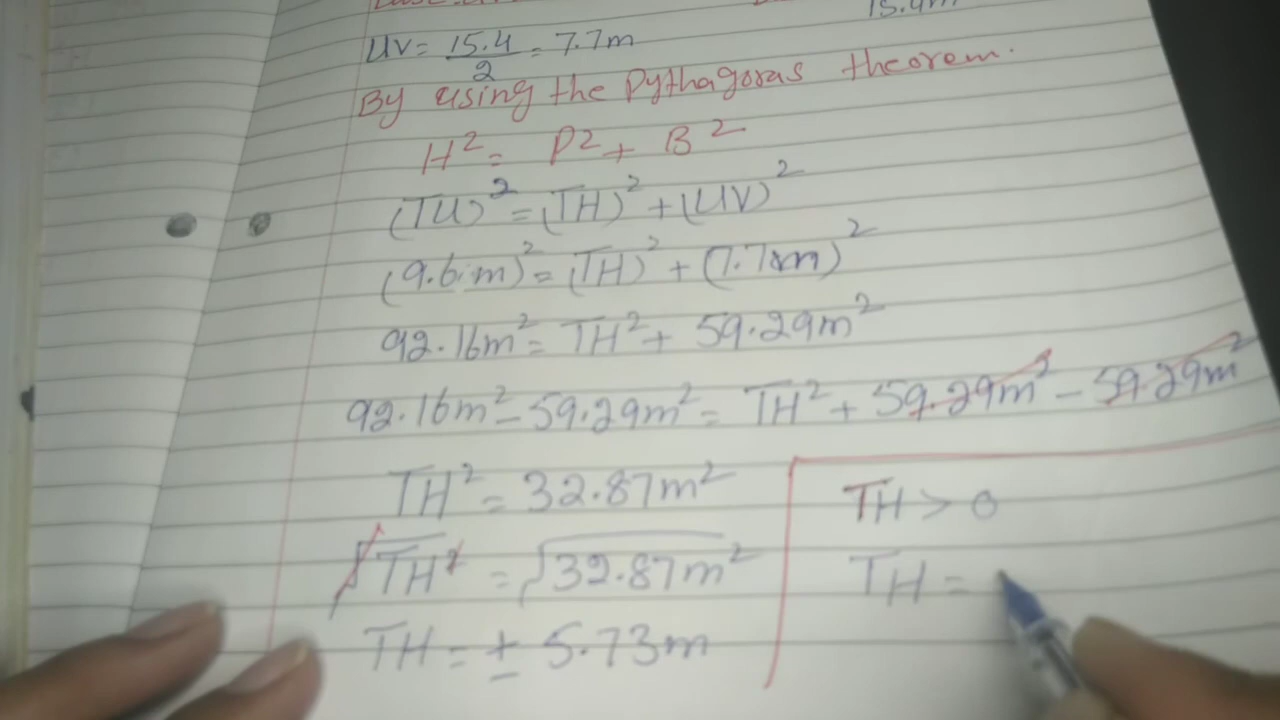 15.4m
UV = 15.4/2 = 7.7m
By using the Pythagoras theorem.
H² = P² + B²
(TU)² = (TH)² + (UV)²
(9.6m)² = (TH)² + (7.7m)²
92.16m² = TH² + 59.29m²
92.16m² - 59.29m² = TH² + 59.29m² - 59.29m²
TH² = 32.87m²
√TH² = √32.87m²
TH = ± 5.73m
TH > 0
TH =